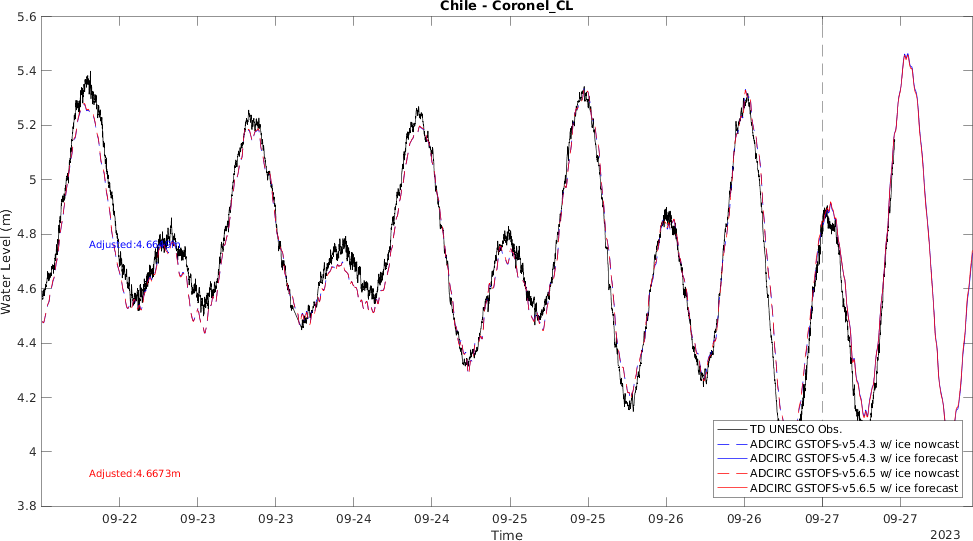 Chile - Coronel_CL
5.6
5.4
5.2
5
4.8
4.6
4.4
4.2
4
3.8
Water Level (m)
Adjusted:4.66
Adjusted:4.6673m
TD UNESCO Obs.
ADCIRC GSTOFS-v5.4.3 w/ ice nowcast
ADCIRC GSTOFS-v5.4.3 w/ ice forecast
ADCIRC GSTOFS-v5.6.5 w/ ice nowcast
ADCIRC GSTOFS-v5.6.5 w/ ice forecast
09-22 09-23 09-23 09-24 09-24 09-25 09-25 09-26 09-26 09-27 09-27
Time
2023